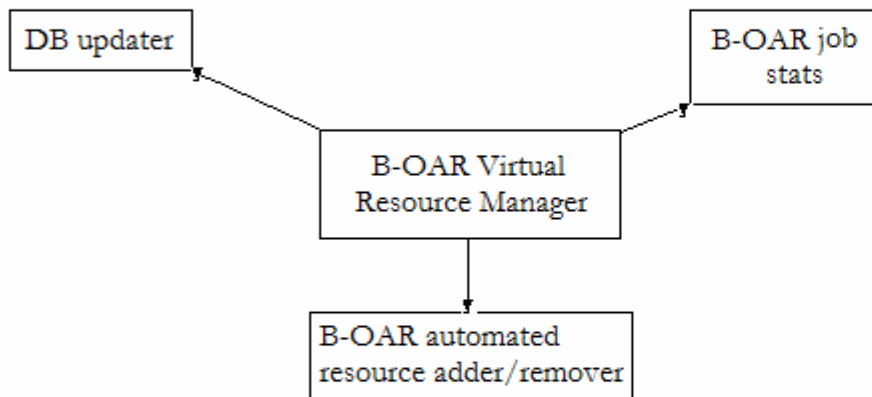 DB updater
B-OAR job
stats
B-OAR Virtual
Resource Manager
B-OAR automated
resource adder/remover